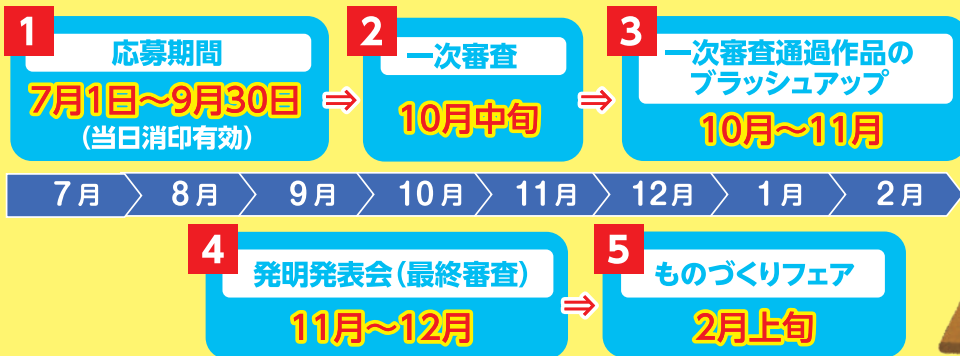 1
応募期間
7月1日〜9月30日
(当日消印有効)
⇒
2
一次審査
10月中旬
⇒
3
一次審査通過作品の
ブラッシュアップ
10月〜11月
7月 8月 9月 10月 11月 12月 1月 2月
4
発明発表会(最終審査)
11月〜12月
⇒
5
ものづくりフェア
2月上旬